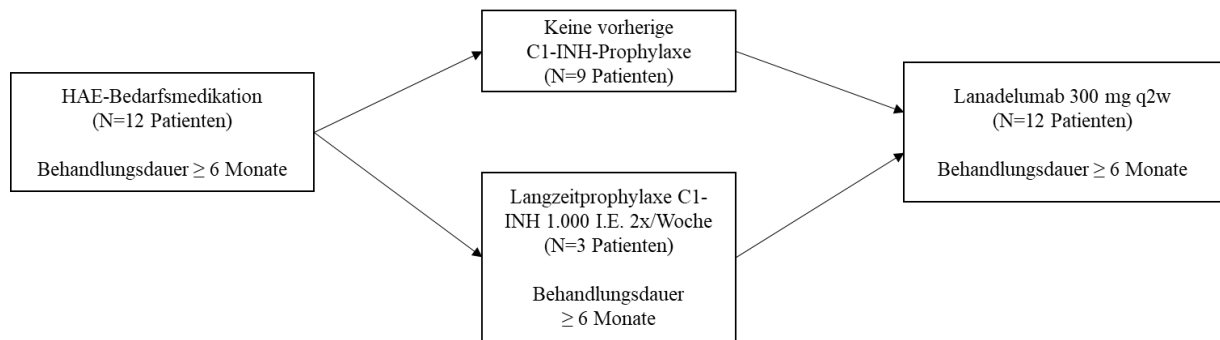 HAE-Bedarfsmedikation
(N=12 Patienten)
Behandlungsdauer ≥ 6 Monate
Keine vorherige
C1-INH-Prophylaxe
(N=9 Patienten)
Langzeitprophylaxe C1-
INH 1.000 I.E. 2x/Woche
(N=3 Patienten)
Behandlungsdauer
≥ 6 Monate
Lanadelumab 300 mg q2w
(N=12 Patienten)
Behandlungsdauer ≥ 6 Monate